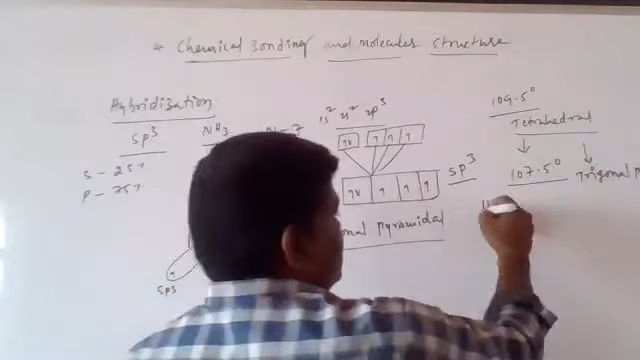 * Chemical Bonding and molecular structure
Hybridization
sp³
S - 25%
P - 75%
NH₃
N - 7
1s² 2s² 2p³
sp³
onal pyramidal
sp3
109.5°
Tetrahedral
107.5° Trigonal p